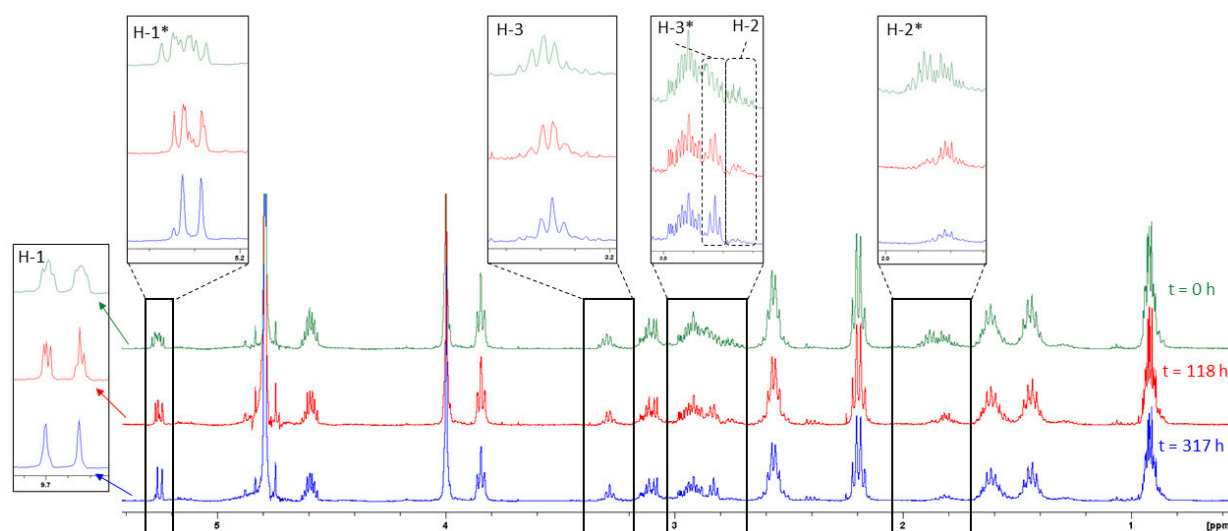 H-1*
H-3
H-3*
H-2
H-2*
5.2
3.2
3.0
2.0
H-1
9.7
t = 0 h
t = 118 h
t = 317 h
5
4
3
2
1
[ppm